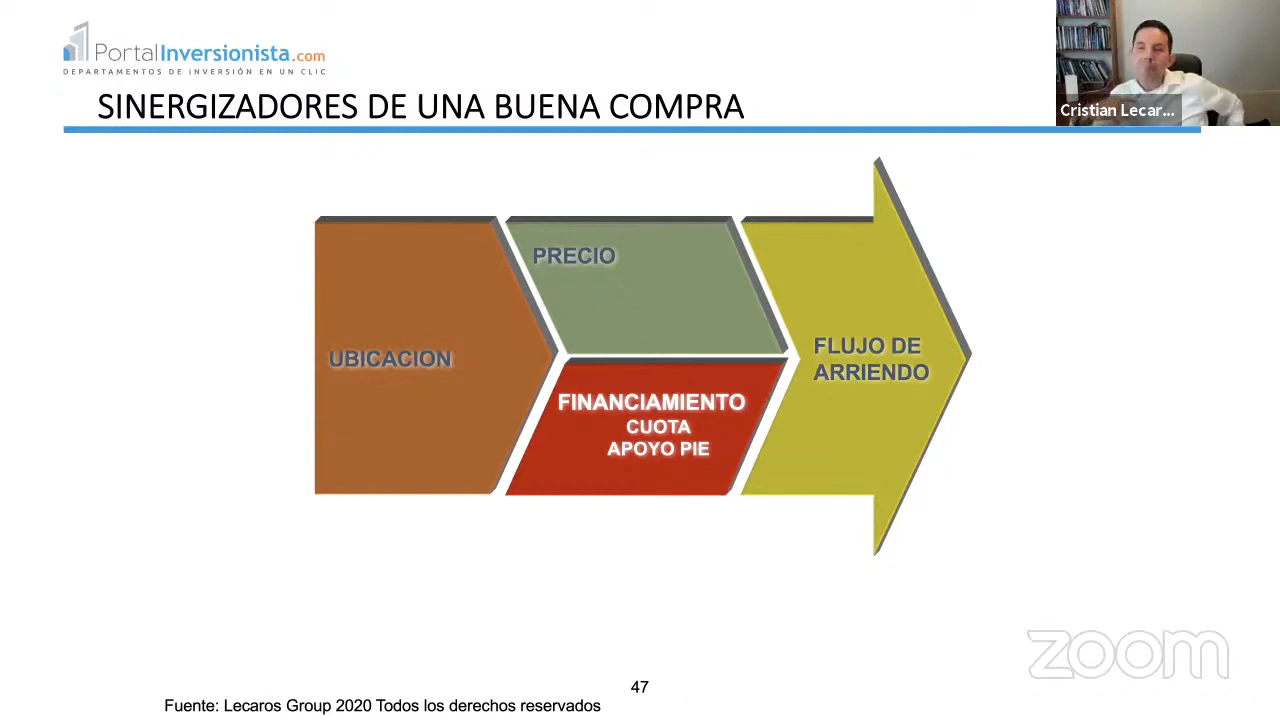 PortalInversionista.com
DEPARTAMENTOS DE INVERSIÓN EN UN CLIC
SINERGIZADORES DE UNA BUENA COMPRA
Cristian Lecar...
UBICACION
PRECIO
FINANCIAMIENTO
CUOTA
APOYO PIE
FLUJO DE
ARRIENDO
zoom
47
Fuente: Lecaros Group 2020 Todos los derechos reservados